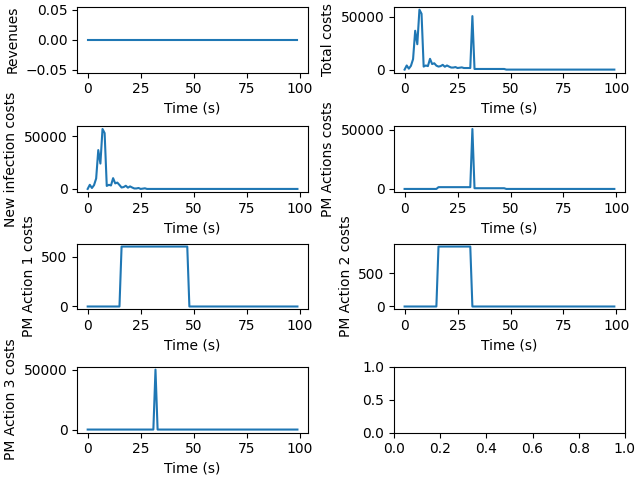 Revenues
0.05
0.00
−0.05
0 25 50 75 100
Time (s)
Total costs
50000
0
0 25 50 75 100
Time (s)
New infection costs
50000
0
0 25 50 75 100
Time (s)
PM Actions costs
50000
0
0 25 50 75 100
Time (s)
PM Action 1 costs
500
0
0 25 50 75 100
Time (s)
PM Action 2 costs
500
0
0 25 50 75 100
Time (s)
PM Action 3 costs
50000
0
0 25 50 75 100
Time (s)
1.0
0.5
0.0
0.0 0.2 0.4 0.6 0.8 1.0